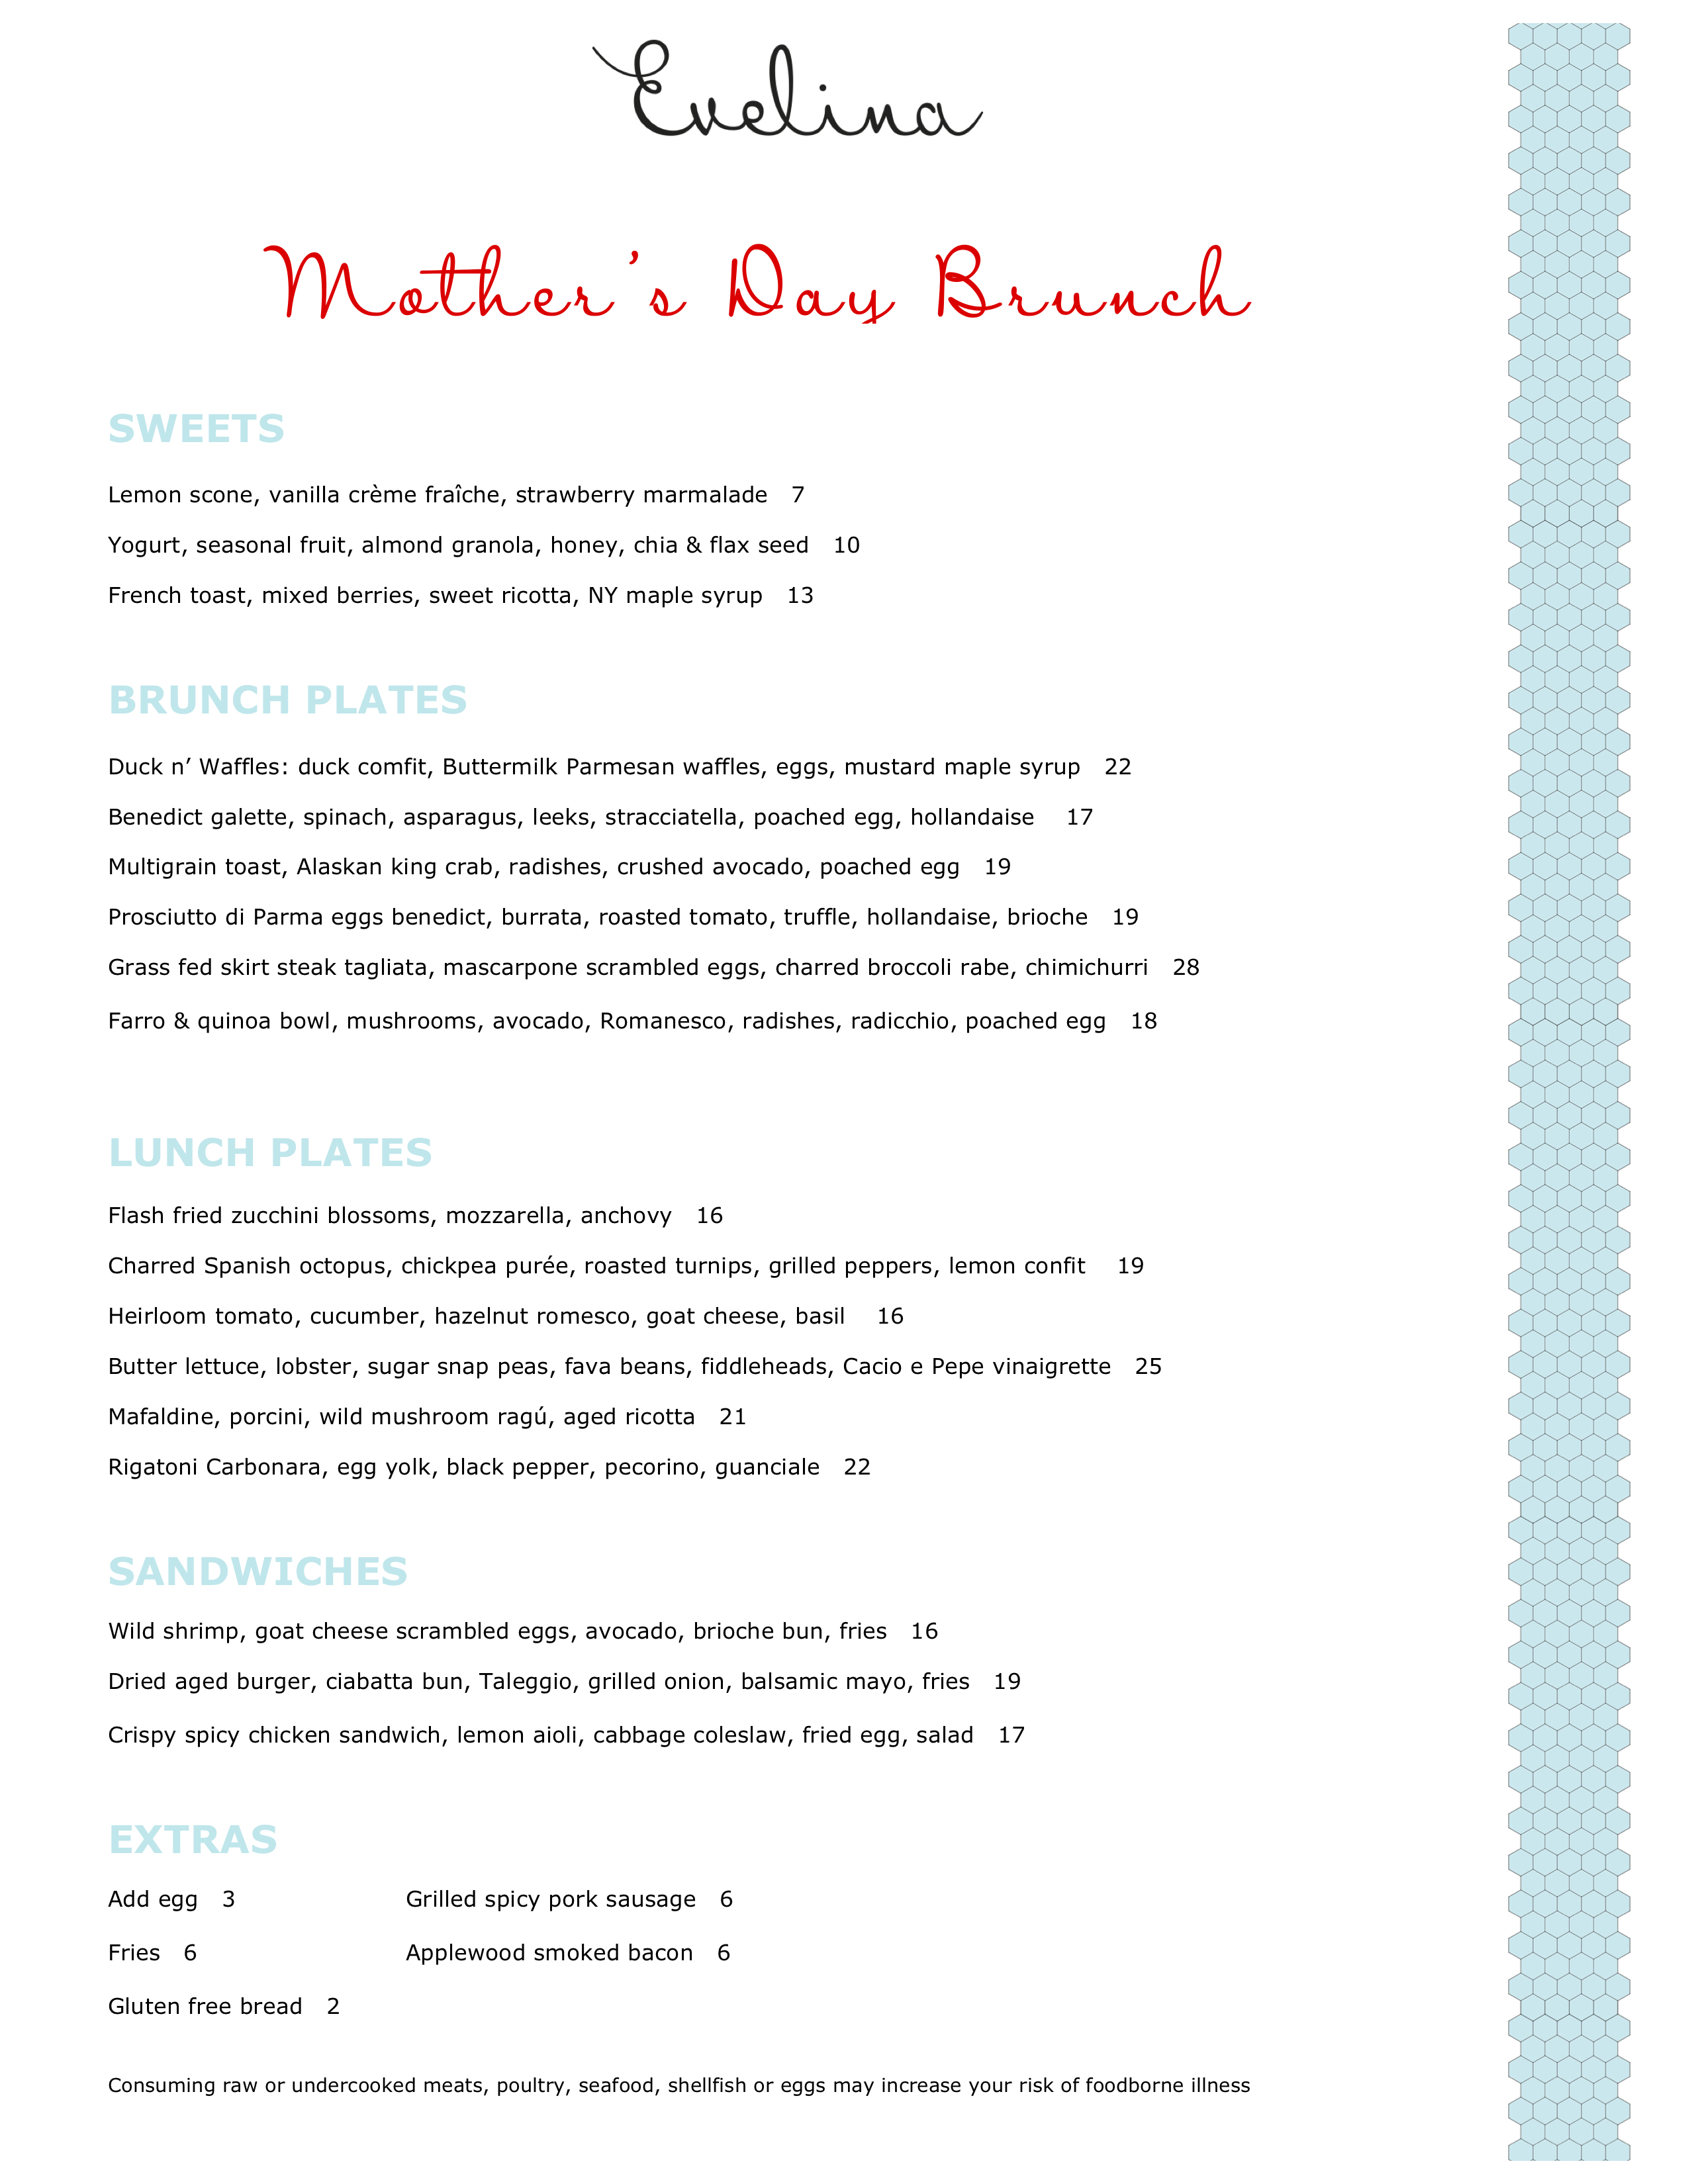 Evelina
Mother’s Day Brunch
SWEETS
Lemon scone, vanilla crème fraîche, strawberry marmalade 7
Yogurt, seasonal fruit, almond granola, honey, chia & flax seed 10
French toast, mixed berries, sweet ricotta, NY maple syrup 13
BRUNCH PLATES
Duck n’ Waffles: duck comfit, Buttermilk Parmesan waffles, eggs, mustard maple syrup 22
Benedict galette, spinach, asparagus, leeks, stracciatella, poached egg, hollandaise 17
Multigrain toast, Alaskan king crab, radishes, crushed avocado, poached egg 19
Prosciutto di Parma eggs benedict, burrata, roasted tomato, truffle, hollandaise, brioche 19
Grass fed skirt steak tagliata, mascarpone scrambled eggs, charred broccoli rabe, chimichurri 28
Farro & quinoa bowl, mushrooms, avocado, Romanesco, radishes, radicchio, poached egg 18
LUNCH PLATES
Flash fried zucchini blossoms, mozzarella, anchovy 16
Charred Spanish octopus, chickpea purée, roasted turnips, grilled peppers, lemon confit 19
Heirloom tomato, cucumber, hazelnut romesco, goat cheese, basil 16
Butter lettuce, lobster, sugar snap peas, fava beans, fiddleheads, Cacio e Pepe vinaigrette 25
Mafaldine, porcini, wild mushroom ragú, aged ricotta 21
Rigatoni Carbonara, egg yolk, black pepper, pecorino, guanciale 22
SANDWICHES
Wild shrimp, goat cheese scrambled eggs, avocado, brioche bun, fries 16
Dried aged burger, ciabatta bun, Taleggio, grilled onion, balsamic mayo, fries 19
Crispy spicy chicken sandwich, lemon aioli, cabbage coleslaw, fried egg, salad 17
EXTRAS
Add egg 3 Grilled spicy pork sausage 6
Fries 6 Applewood smoked bacon 6
Gluten free bread 2
Consuming raw or undercooked meats, poultry, seafood, shellfish or eggs may increase your risk of foodborne illness